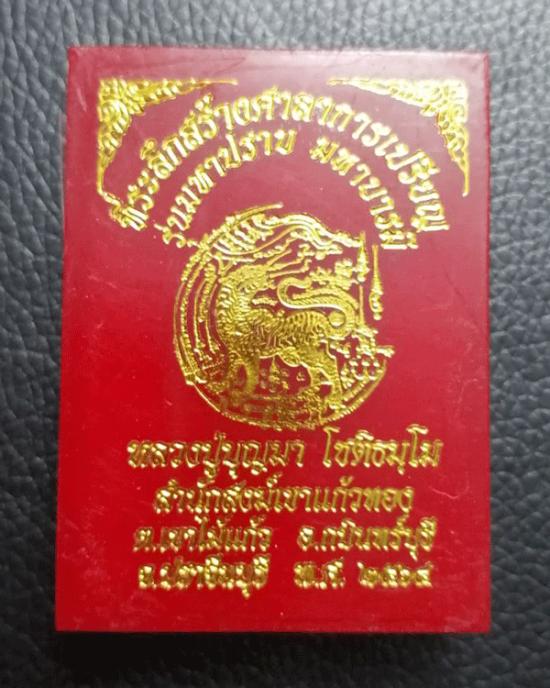 ที่ระลึกสร้างศาลาการเปรียญ
รุ่นมหาปราบ มหาบารมี
หลวงปู่บุญมา โชติธมฺโม
สำนักสงฆ์เขาแก้วทอง
ต.เขาไม้แก้ว อ.กบินทร์บุรี
จ.ปราจีนบุรี พ.ศ. ๒๕๖๔